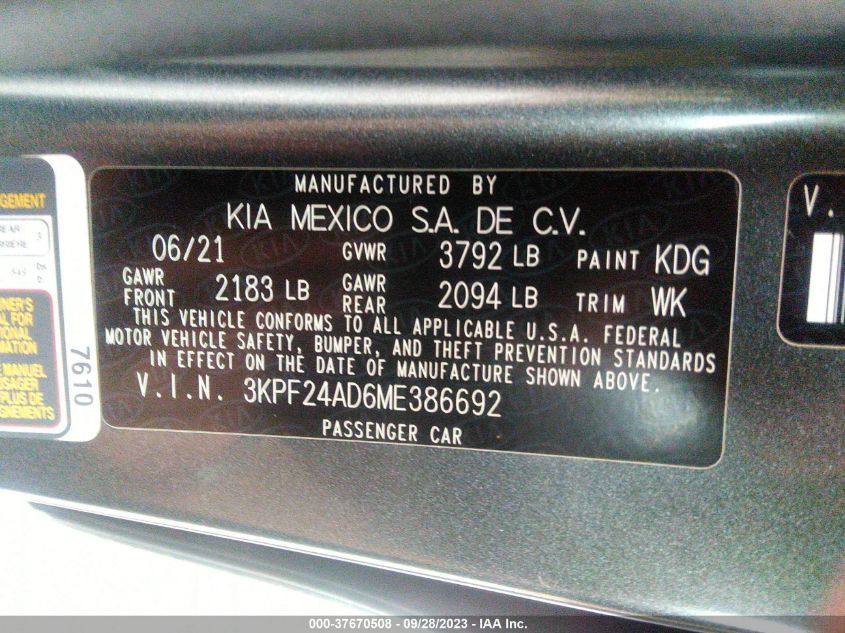 MANUFACTURED BY
KIA MEXICO S.A. DE C.V.
06/21 GVWR 3792 LB PAINT KDG
GAWR FRONT 2183 LB GAWR REAR 2094 LB TRIM WK
THIS VEHICLE CONFORMS TO ALL APPLICABLE U.S.A. FEDERAL
MOTOR VEHICLE SAFETY, BUMPER, AND THEFT PREVENTION STANDARDS
IN EFFECT ON THE DATE OF MANUFACTURE SHOWN ABOVE.
V.I.N. 3KPF24AD6ME386692
PASSENGER CAR
7610
V.
000-37670508 - 09/28/2023 - IAA Inc.